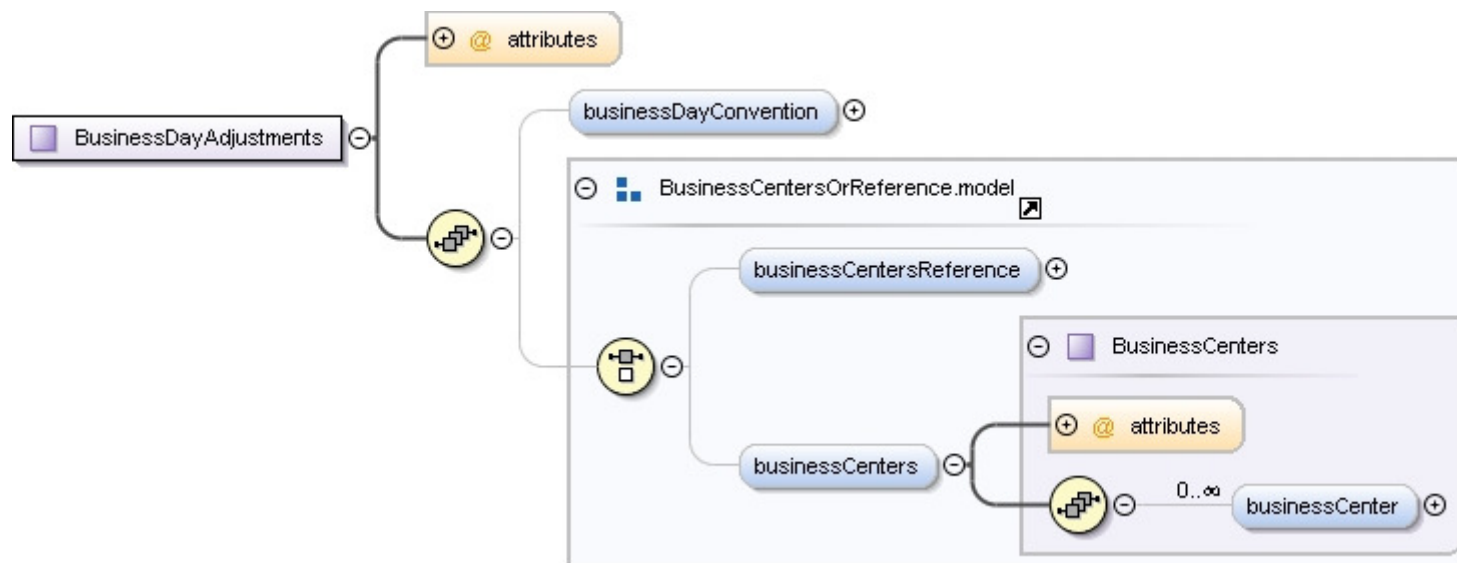 @ attributes
businessDayConvention
BusinessDayAdjustments
BusinessCentersOrReference.model
businessCentersReference
BusinessCenters
@ attributes
businessCenters
0..∞
businessCenter